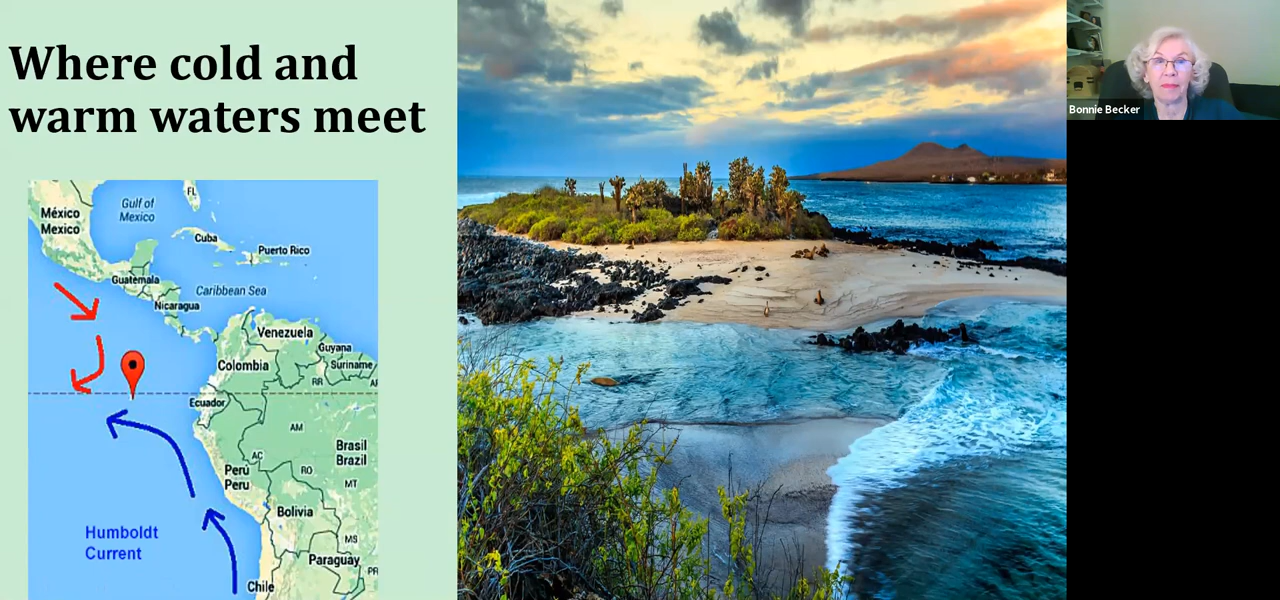 Where cold and
warm waters meet
FL
Gulf of
Mexico
México
Mexico
Cuba
Puerto Rico
Guatemala
Caribbean Sea
Nicaragua
Venezuela
Guyana
Suriname
Colombia
RR
Ecuador
AM
Brasil
Brazil
AC
RO
Perú
Peru
MT
Bolivia
Humboldt
Current
MS
Paraguay
PR
Chile
Bonnie Becker